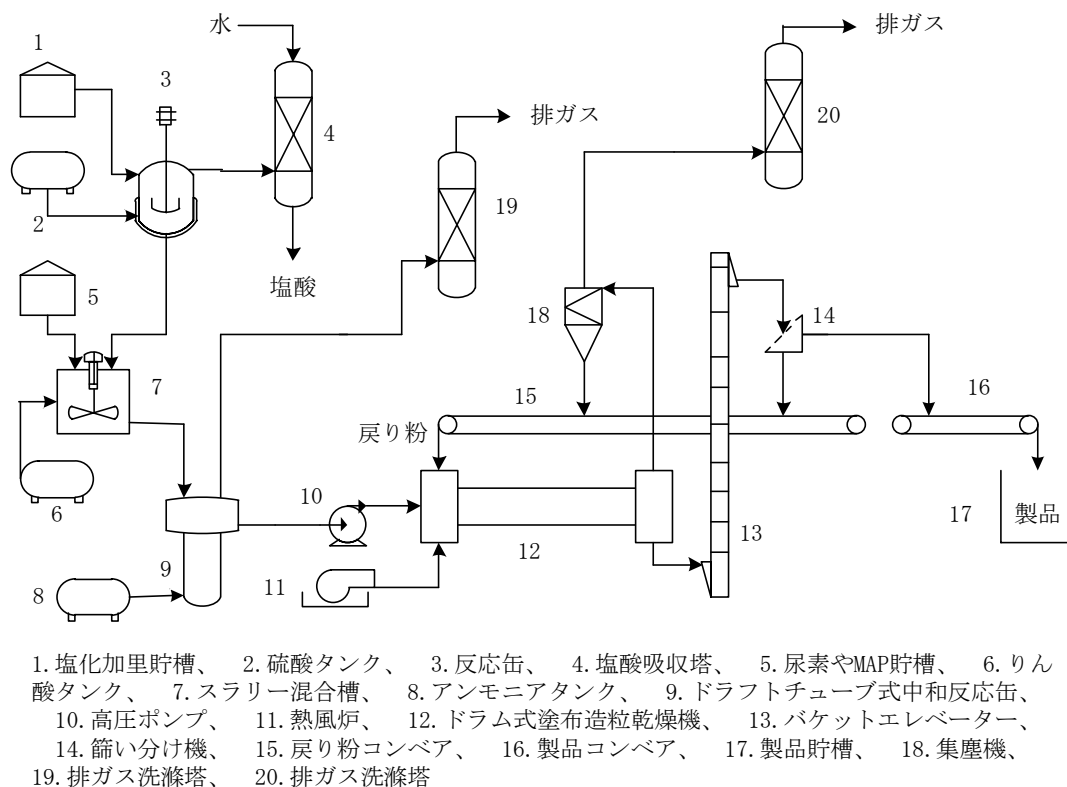 水
排ガス
1
3
20
排ガス
4
2
19
塩酸
5
18
14
7
15
16
戻り粉
10
6
17
製品
13
12
9
11
8
1.塩化加里貯槽、 2.硫酸タンク、 3.反応缶、 4.塩酸吸収塔、 5.尿素やMAP貯槽、 6.りん
酸タンク、 7.スラリー混合槽、 8.アンモニアタンク、 9.ドラフトチューブ式中和反応缶、
10.高圧ポンプ、 11.熱風炉、 12.ドラム式塗布造粒乾燥機、 13.バケットエレベーター、
14.篩い分け機、 15.戻り粉コンベア、 16.製品コンベア、 17.製品貯槽、 18.集塵機、
19.排ガス洗滌塔、 20.排ガス洗滌塔